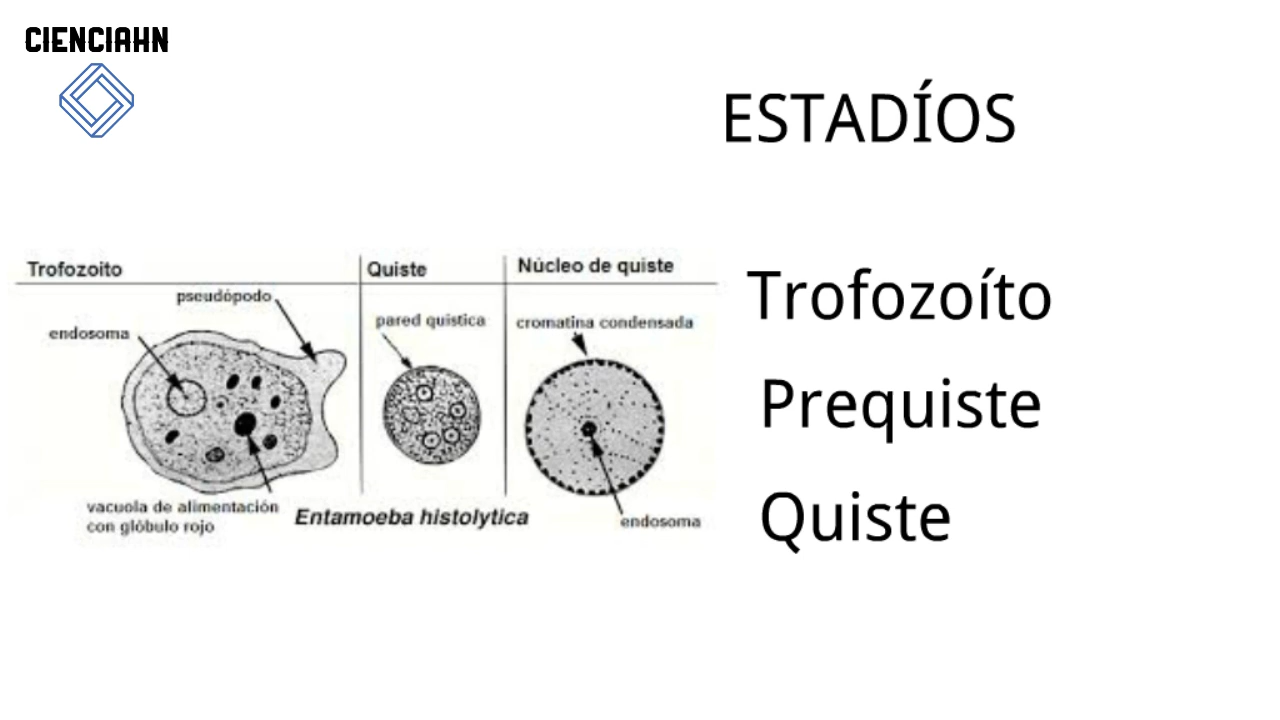 CIENCIAHN
ESTADÍOS
Trofozoito
Quiste
Núcleo de quiste
pseudópodo
endosoma
pared quistica
cromatina condensada
vacuola de alimentación
con glóbulo rojo
Entamoeba histolytica
endosoma
Trofozoíto
Prequiste
Quiste